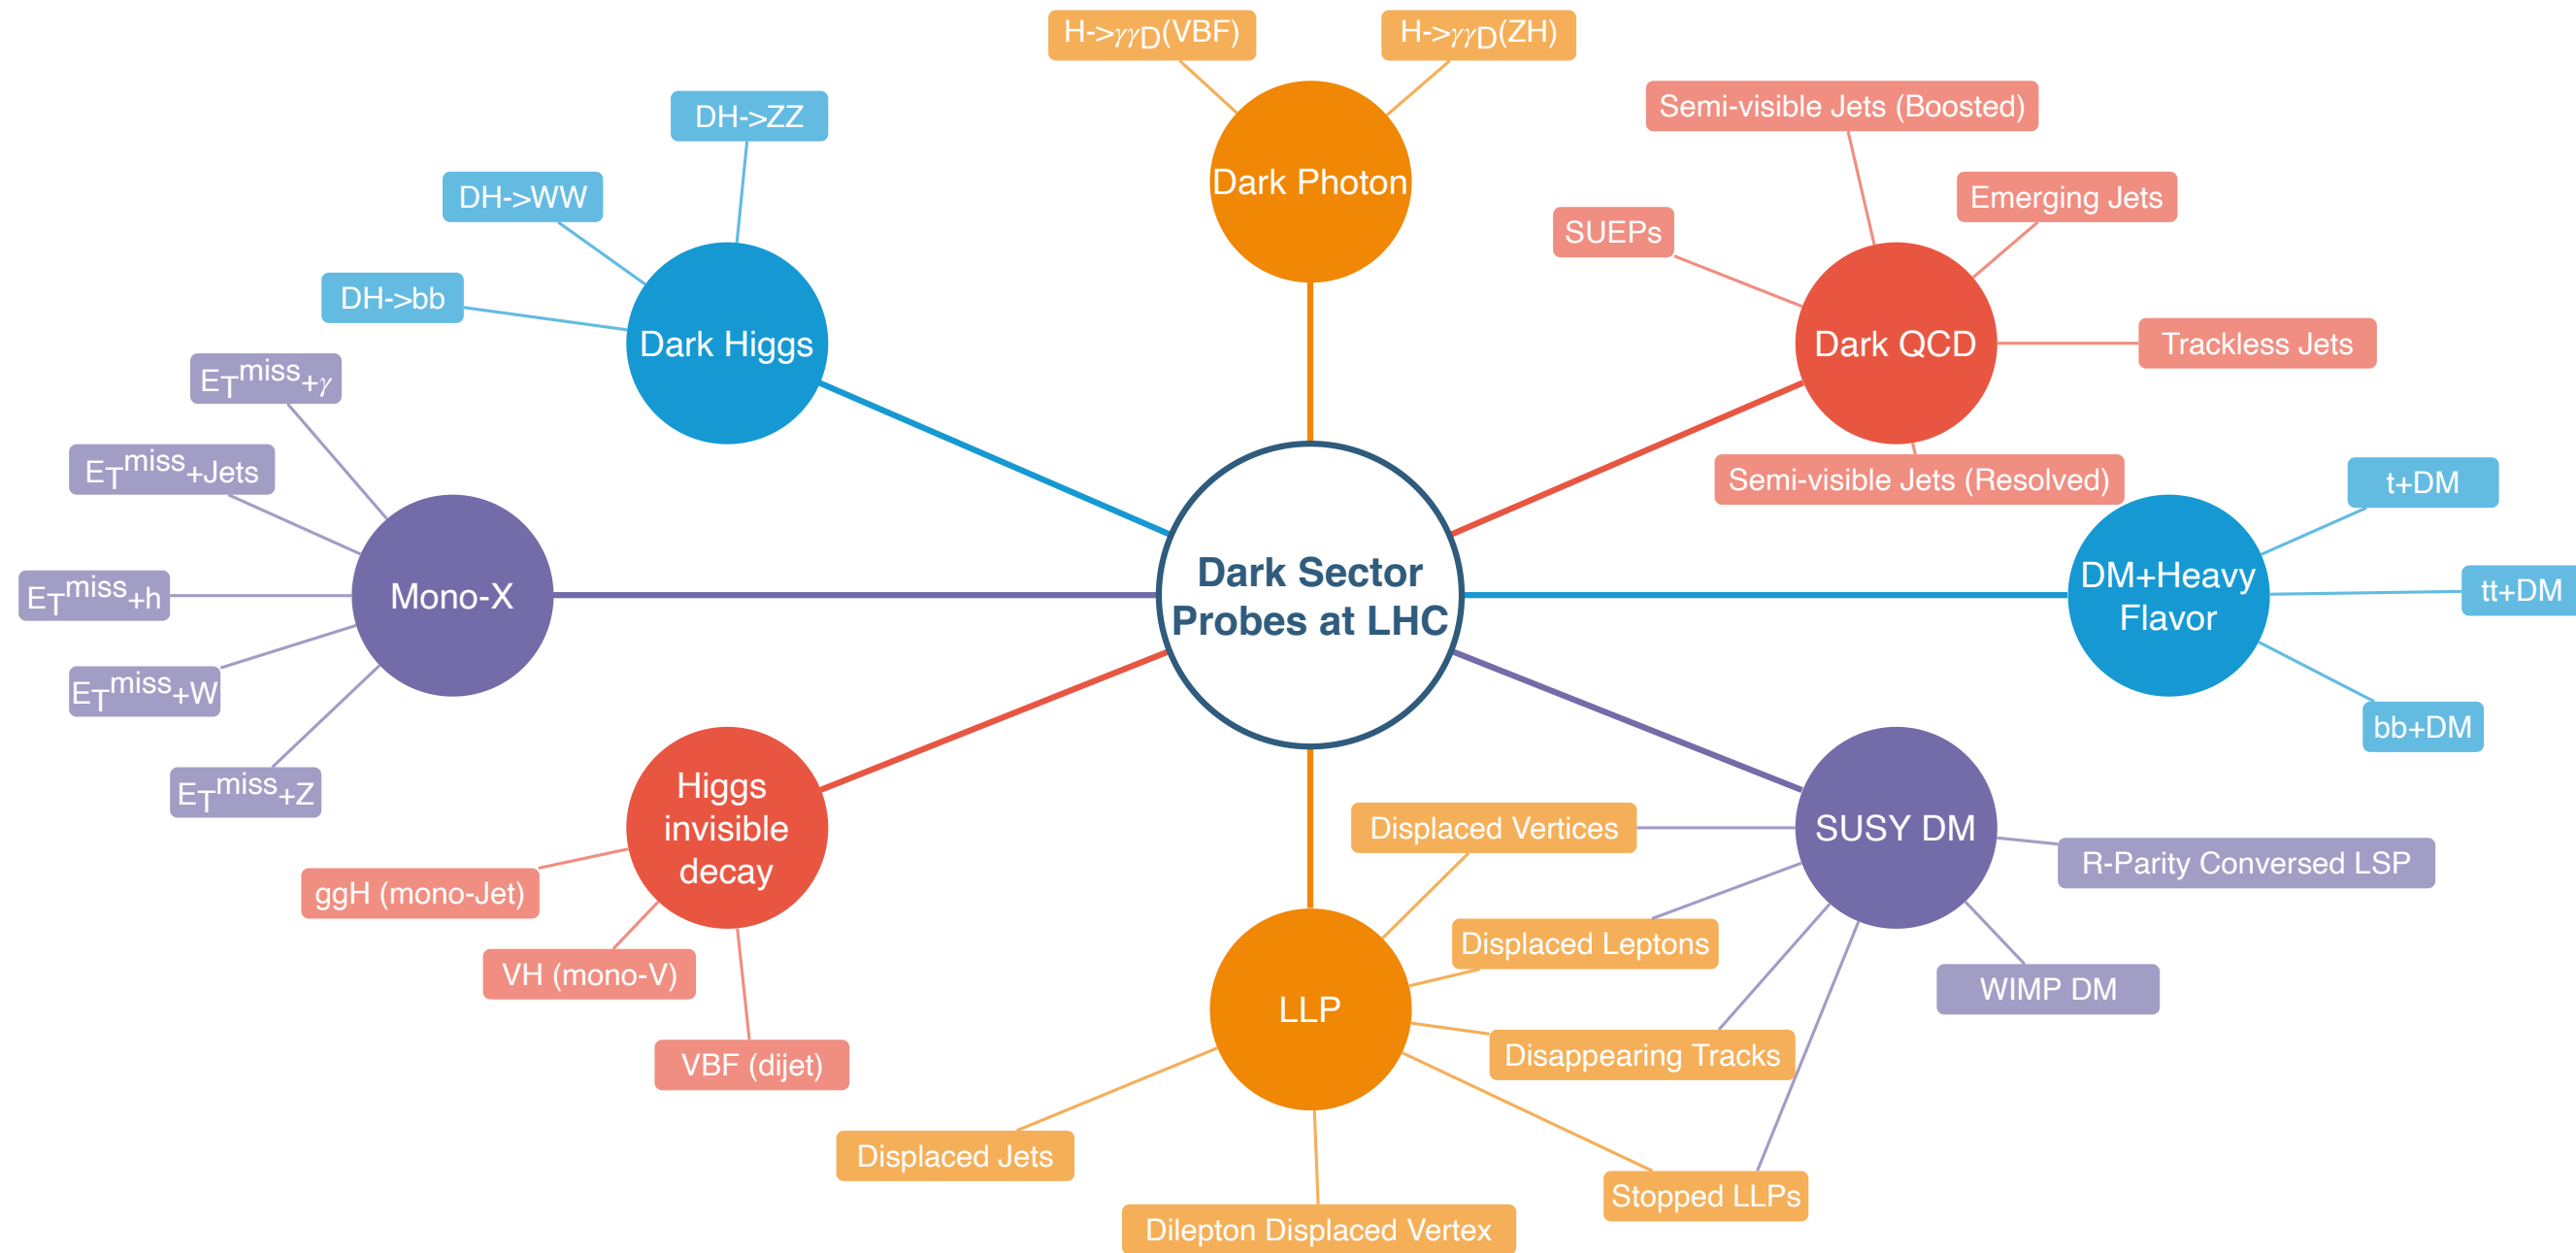 H->γγD(VBF)
H->γγD(ZH)
Semi-visible Jets (Boosted)
DH->ZZ
Dark Photon
Emerging Jets
DH->WW
SUEPs
DH->bb
Dark Higgs
Dark QCD
Trackless Jets
ETmiss+γ
ETmiss+Jets
Semi-visible Jets (Resolved)
t+DM
Dark Sector
Probes at LHC
DM+Heavy
Flavor
tt+DM
Mono-X
ETmiss+h
ETmiss+W
bb+DM
ETmiss+Z
Higgs
invisible
decay
Displaced Vertices
SUSY DM
R-Parity Conversed LSP
ggH (mono-Jet)
Displaced Leptons
VH (mono-V)
WIMP DM
LLP
VBF (dijet)
Disappearing Tracks
Displaced Jets
Stopped LLPs
Dilepton Displaced Vertex